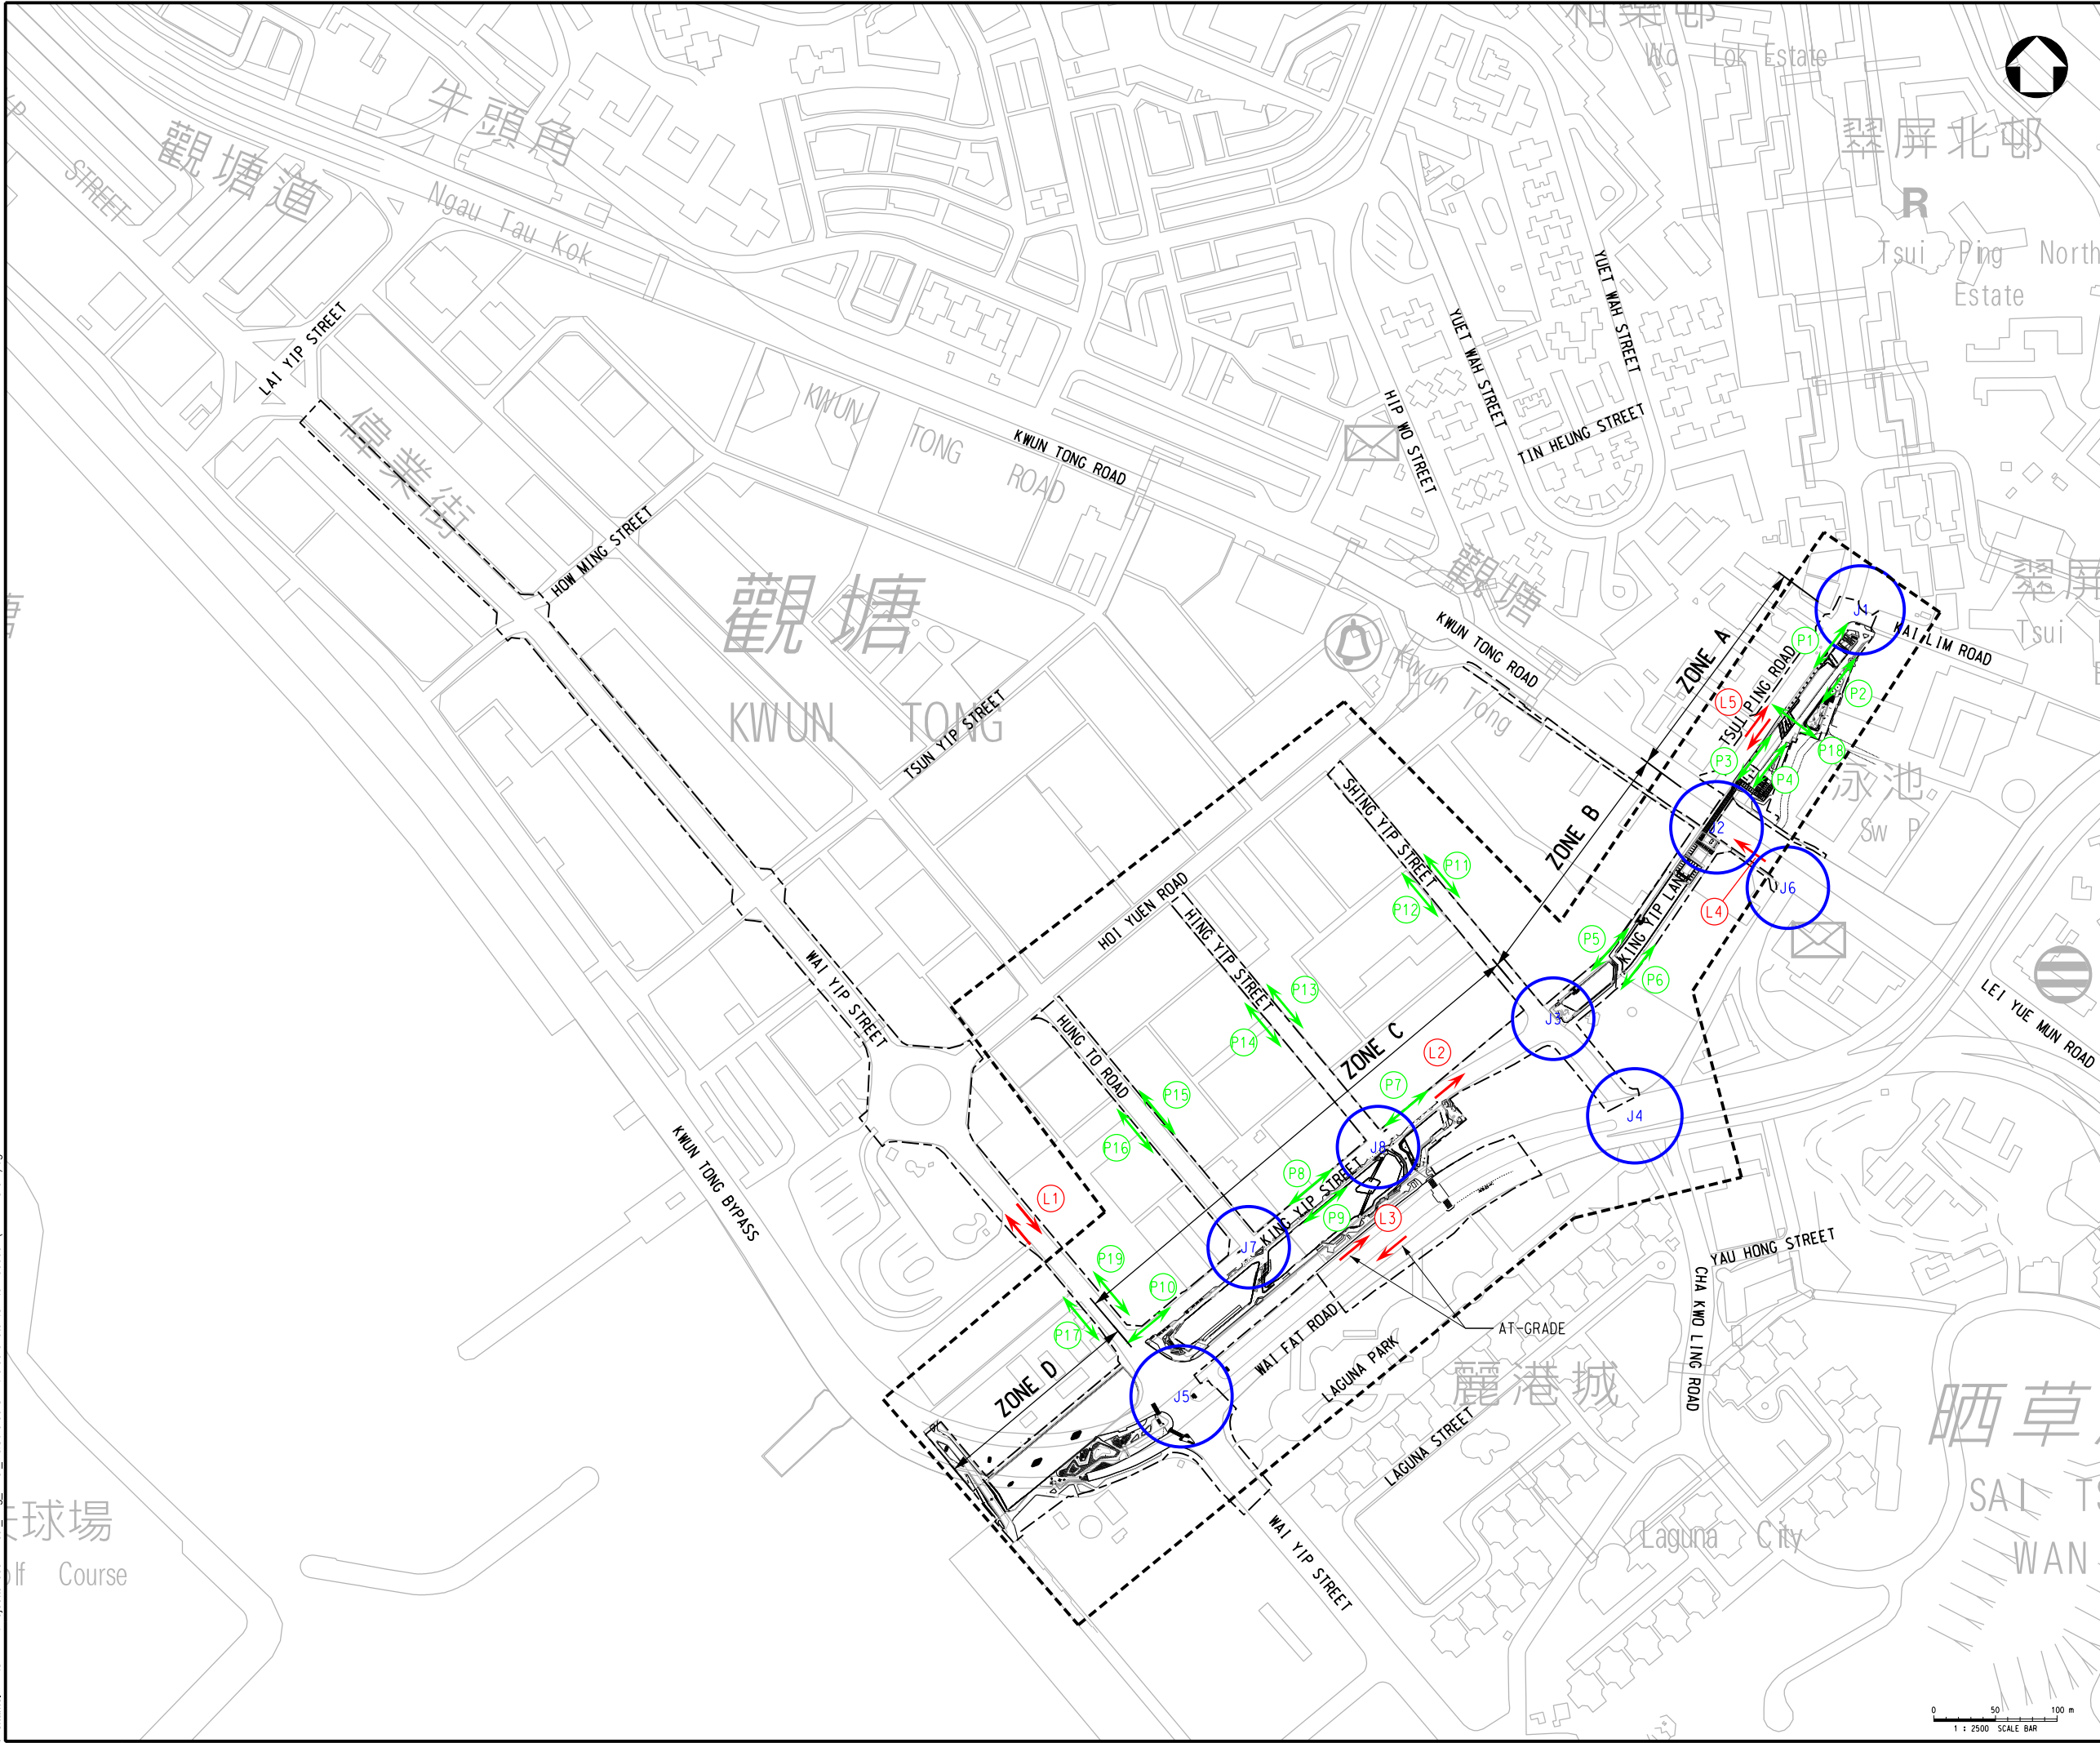 Wo Lok Estate
牛頭角
觀塘道
STREET
Ngau Tau Kok
翠屏北邨
R
Tsui Ping North
Estate
LAI YIP STREET
偉業街
YUET WAH STREET
YUET WAH STREET
HIP WO STREET
TIN HEUNG STREET
KWUN
TONG
ROAD
KWUN TONG ROAD
HOW MING STREET
觀塘
KWUN TONG
觀塘
Kwun Tong
TSUN YIP STREET
KWUN TONG ROAD
ZONE A
J1
KAI LIM ROAD
P1
P2
TSUI PING ROAD
L5
P18
P3
P4
Tsui
泳池
Sw P
J2
J6
L4
ZONE B
SHING YIP STREET
P11
P12
KING YIP LANE
P5
P6
HOI YUEN ROAD
HING YIP STREET
P13
P14
WAI YIP STREET
LEI YUE MUN ROAD
J3
J4
ZONE C
L2
P7
HUNG TO ROAD
P15
P16
J8
KWUN TONG BYPASS
L1
P8
KING YIP STREET
P9
L3
J7
YAU HONG STREET
CHA KWO LING ROAD
P19
P10
P17
AT-GRADE
WAI FAT ROAD
LAGUNA PARK
麗港城
LAGUNA STREET
ZONE D
J5
WAI YIP STREET
Laguna City
晒草
SAI
WAN
球場
Course
0 50 100 m
1 : 2500 SCALE BAR